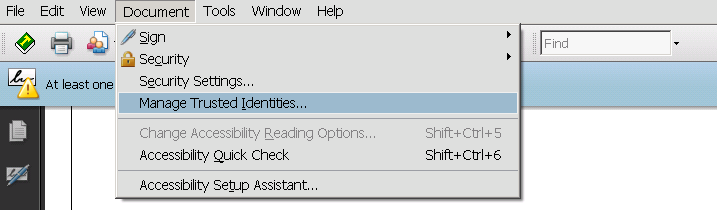 File Edit View Document Tools Window Help
Sign
Find
Security
At least one
Security Settings...
Manage Trusted Identities...
Change Accessibility Reading Options... Shift+Ctrl+5
Accessibility Quick Check Shift+Ctrl+6
Accessibility Setup Assistant...